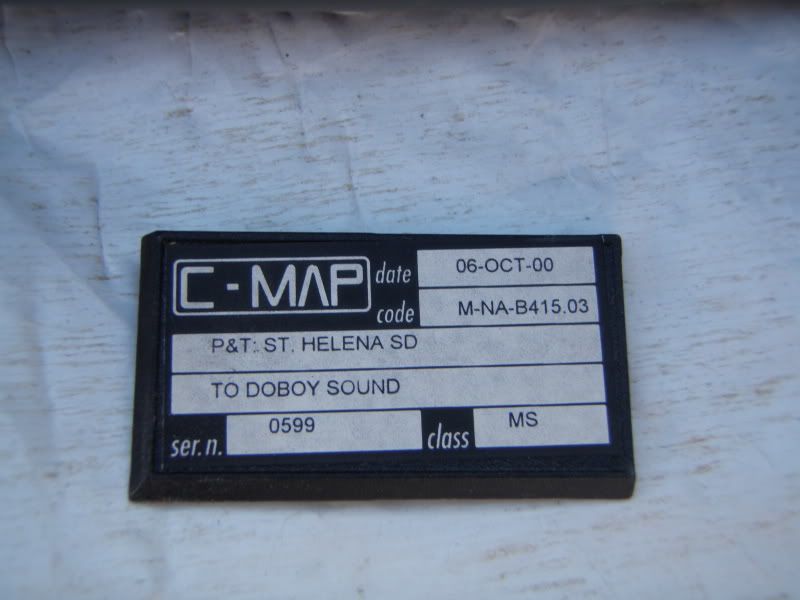 C-MAP
date 06-OCT-00
code M-NA-B415.03
P&T: ST. HELENA SD
TO DOBOY SOUND
ser. n. 0599 class MS